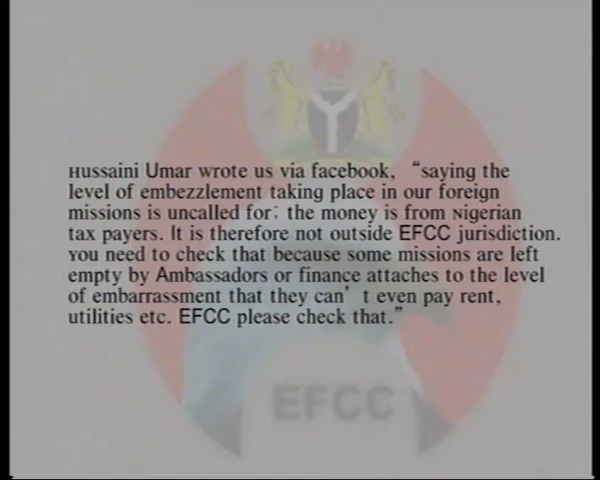 Hussaini Umar wrote us via facebook, “saying the
level of embezzlement taking place in our foreign
missions is uncalled for; the money is from Nigerian
tax payers. It is therefore not outside EFCC jurisdiction.
You need to check that because some missions are left
empty by Ambassadors or finance attaches to the level
of embarrassment that they can’ t even pay rent,
utilities etc. EFCC please check that.”
EFCC